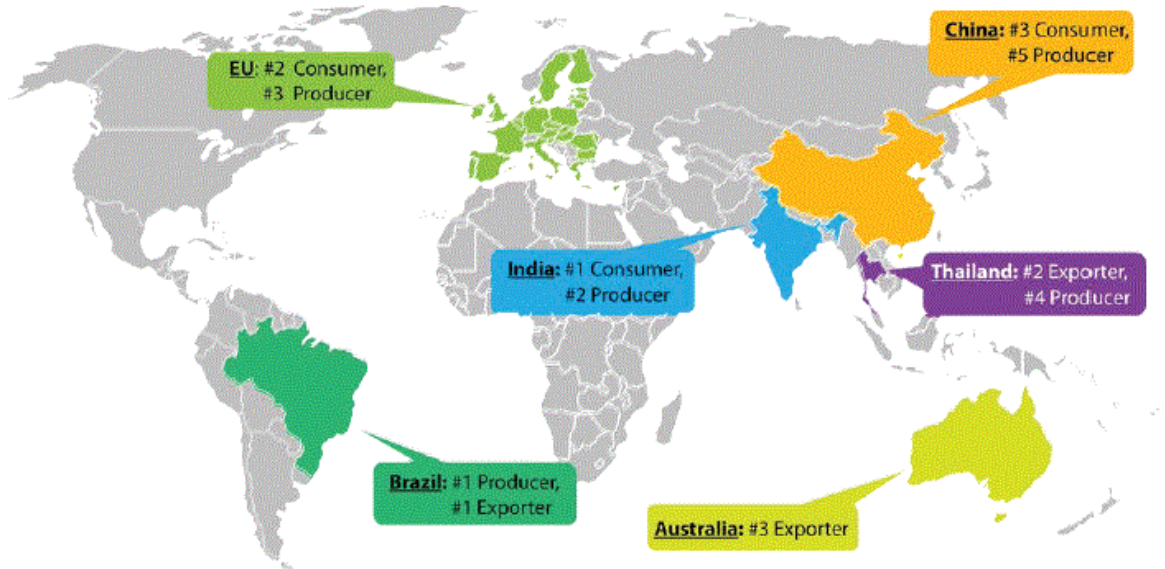 China: #3 Consumer,
#5 Producer
EU: #2 Consumer,
#3 Producer
India: #1 Consumer,
#2 Producer
Thailand: #2 Exporter,
#4 Producer
Brazil: #1 Producer,
#1 Exporter
Australia: #3 Exporter